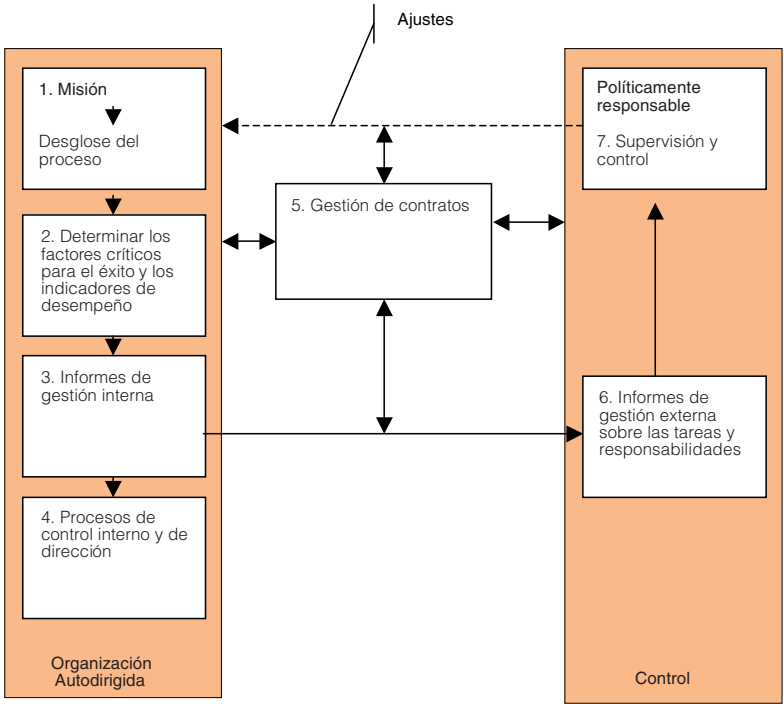 Ajustes
1. Misión
Desglose del
proceso
2. Determinar los
factores críticos
para el éxito y los
indicadores de
desempeño
3. Informes de
gestión interna
4. Procesos de
control interno y de
dirección
Organización
Autodirigida
5. Gestión de contratos
Políticamente
responsable
7. Supervisión y
control
6. Informes de
gestión externa
sobre las tareas y
responsabilidades
Control